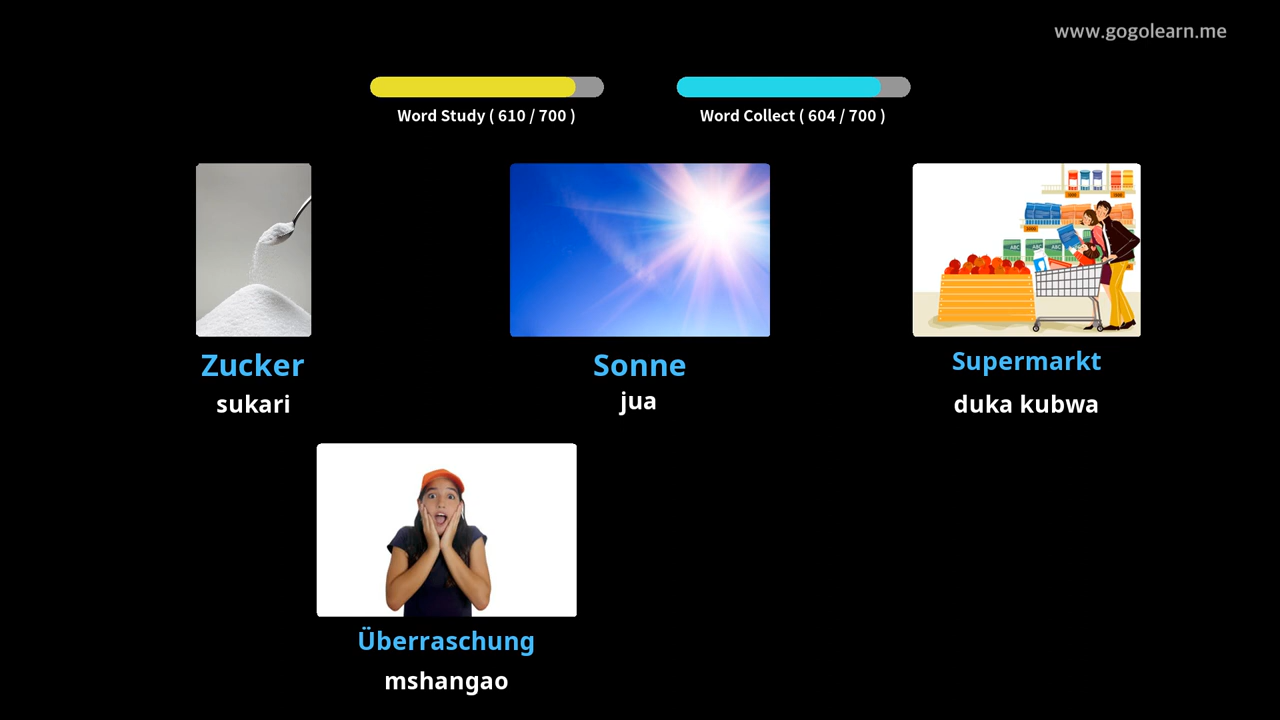 www.gogolearn.me
Word Study ( 610 / 700 )
Word Collect ( 604 / 700 )
Zucker
sukari
Sonne
jua
Supermarkt
duka kubwa
Überraschung
mshangao